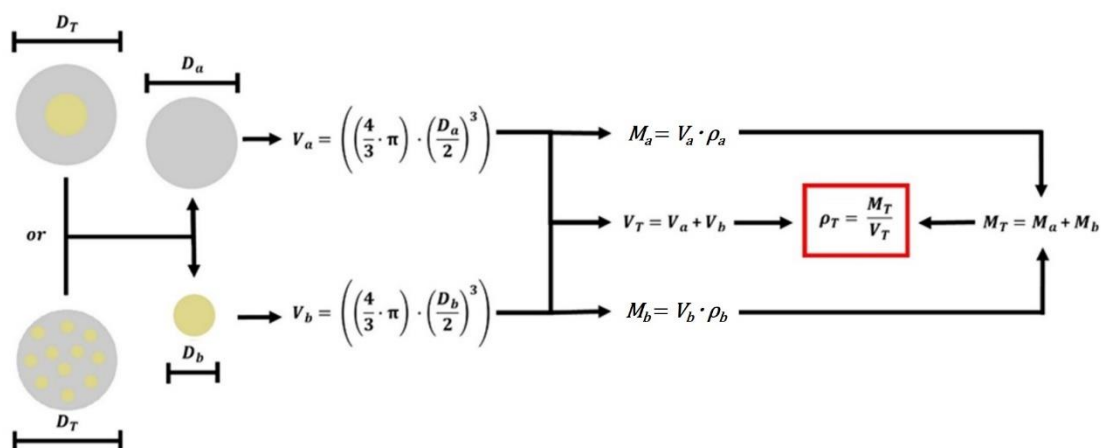 D_T
D_a
V_a = (((4/3 · π) · (D_a/2)^3))
M_a = V_a · ρ_a
or
V_T = V_a + V_b
ρ_T = M_T/V_T
M_T = M_a + M_b
V_b = (((4/3 · π) · (D_b/2)^3))
M_b = V_b · ρ_b
D_b
D_T